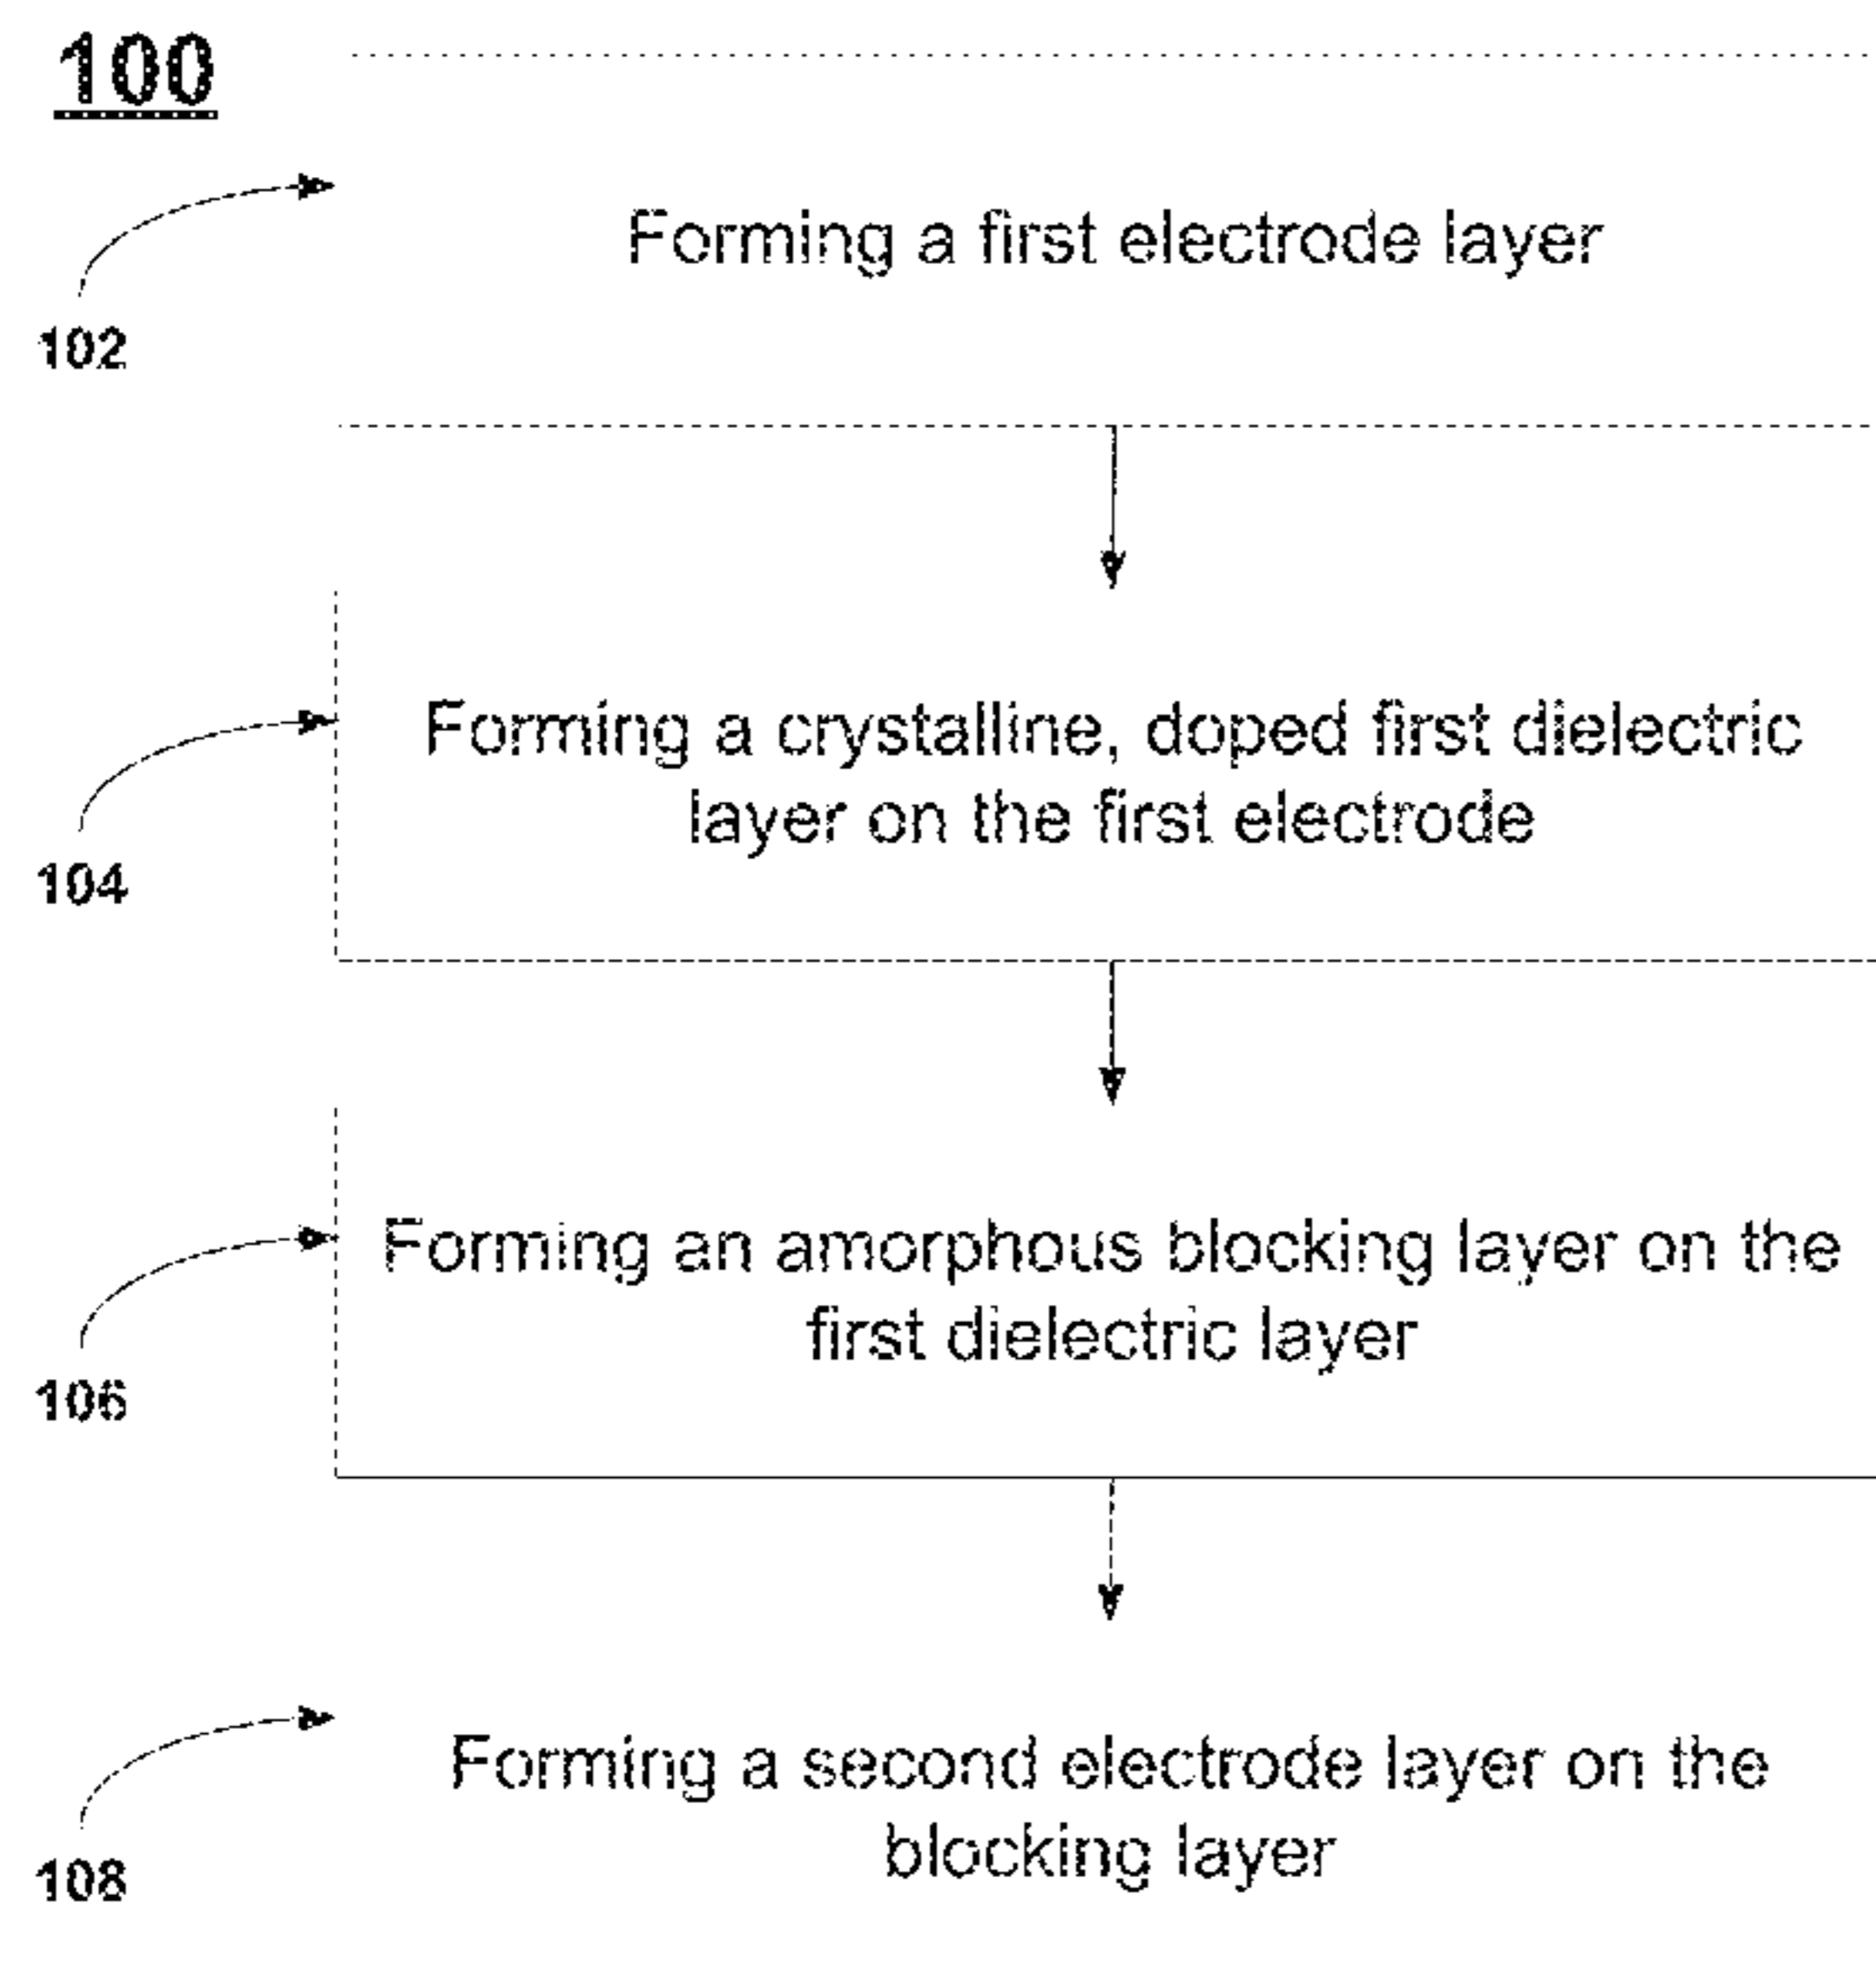 100
Forming a first electrode layer
102
Forming a crystalline, doped first dielectric
layer on the first electrode
104
Forming an amorphous blocking layer on the
first dielectric layer
106
Forming a second electrode layer on the
blocking layer
108